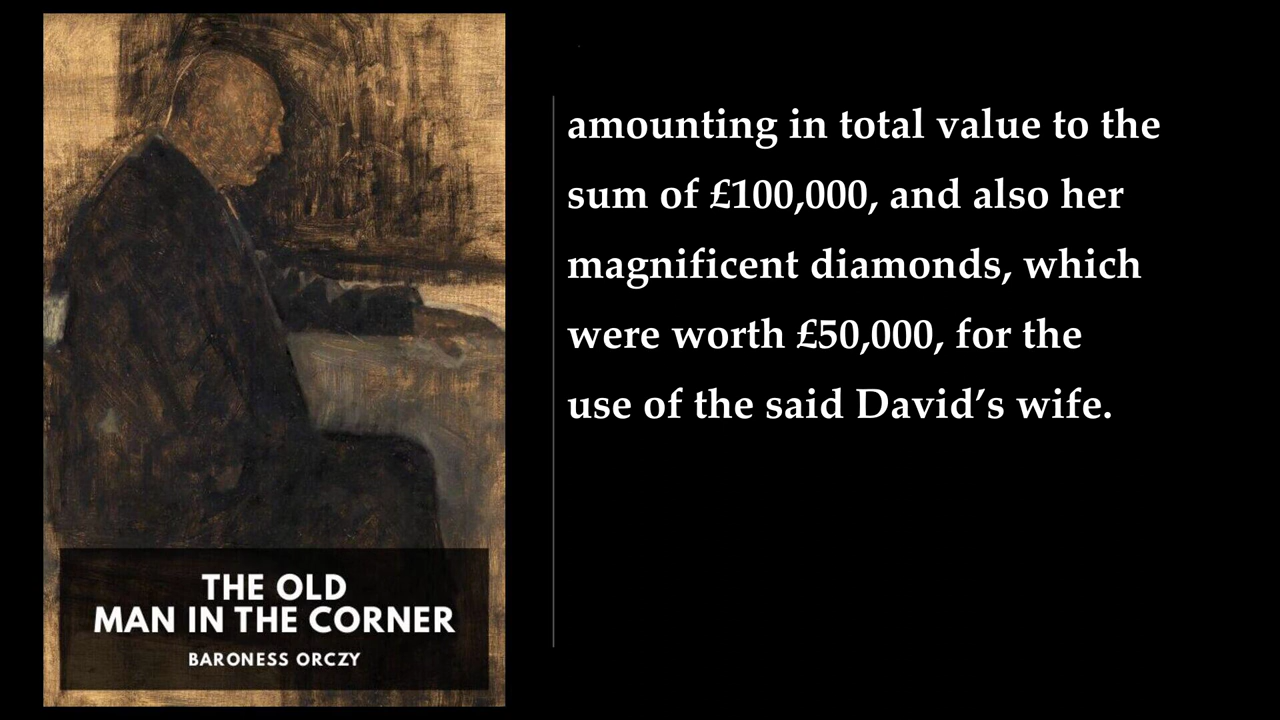 THE OLD
MAN IN THE CORNER
BARONESS ORCZY
amounting in total value to the
sum of £100,000, and also her
magnificent diamonds, which
were worth £50,000, for the
use of the said David’s wife.